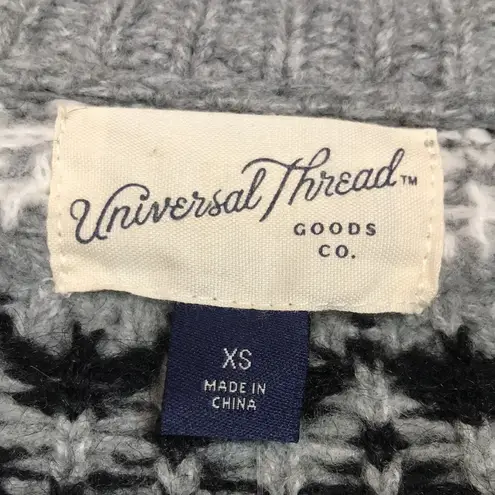 Universal Thread™
GOODS
CO.
XS
MADE IN
CHINA